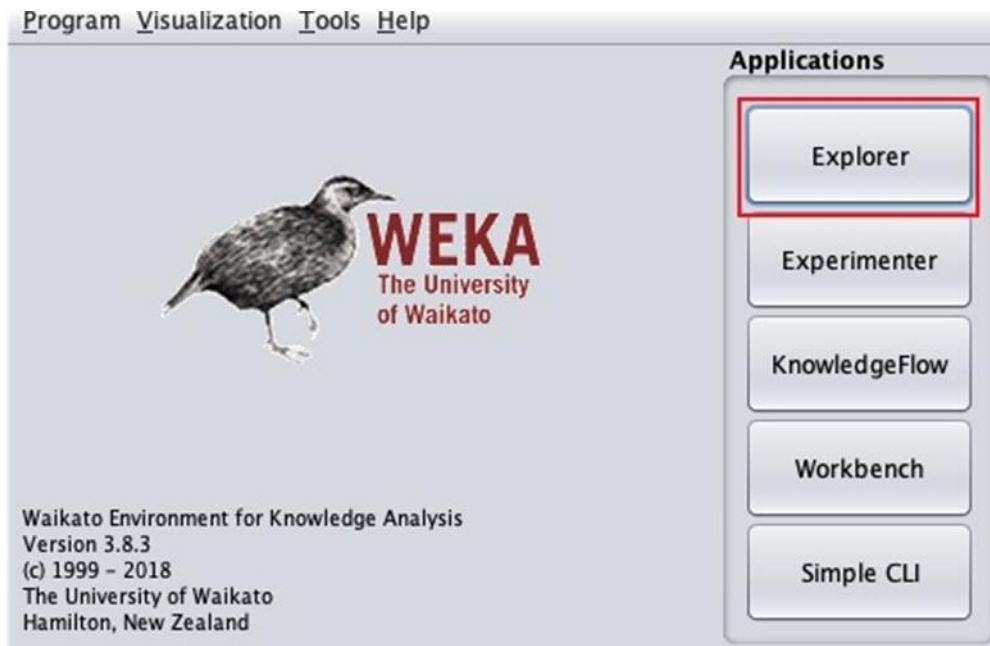 Program Visualization Tools Help
Applications
Explorer
Experimenter
KnowledgeFlow
Workbench
Simple CLI
WEKA
The University
of Waikato
Waikato Environment for Knowledge Analysis
Version 3.8.3
(c) 1999 – 2018
The University of Waikato
Hamilton, New Zealand